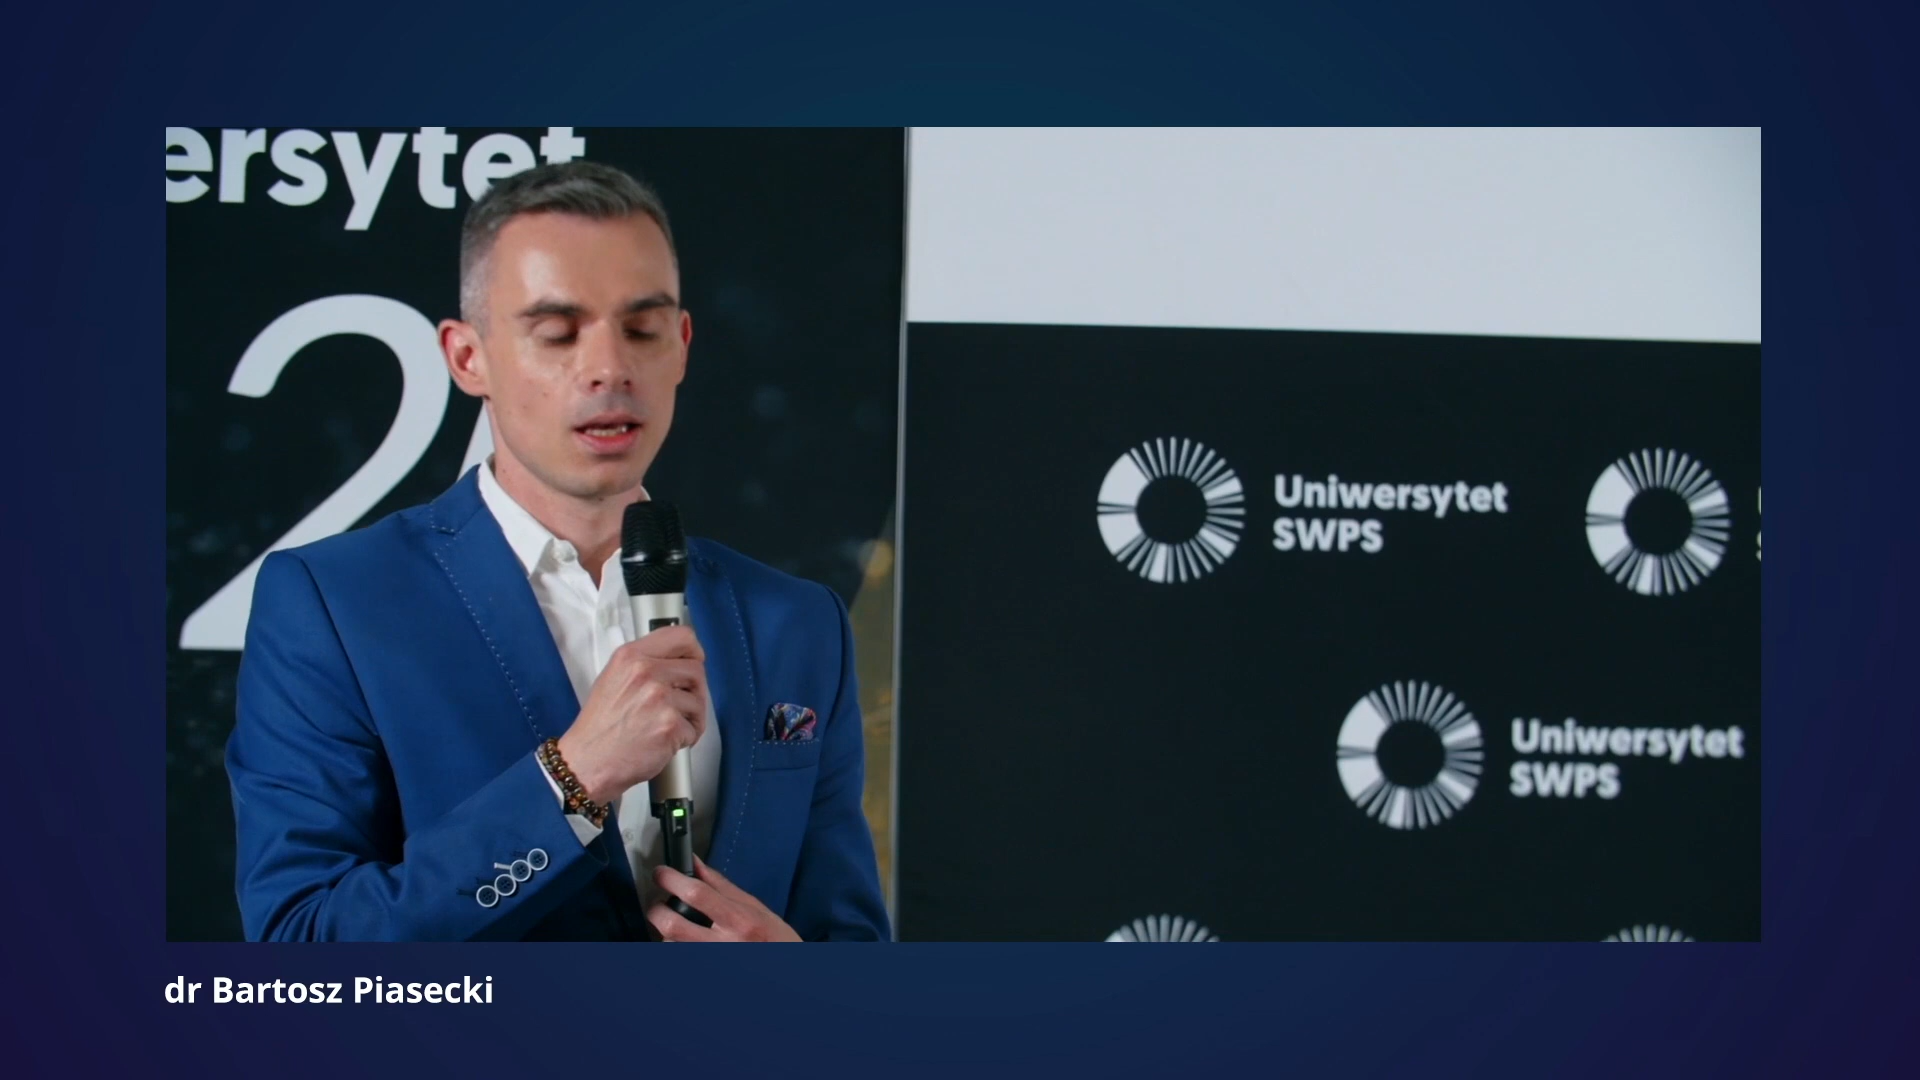 ersytet
2
Uniwersytet
SWPS
Uniwersytet
SWPS
dr Bartosz Piasecki